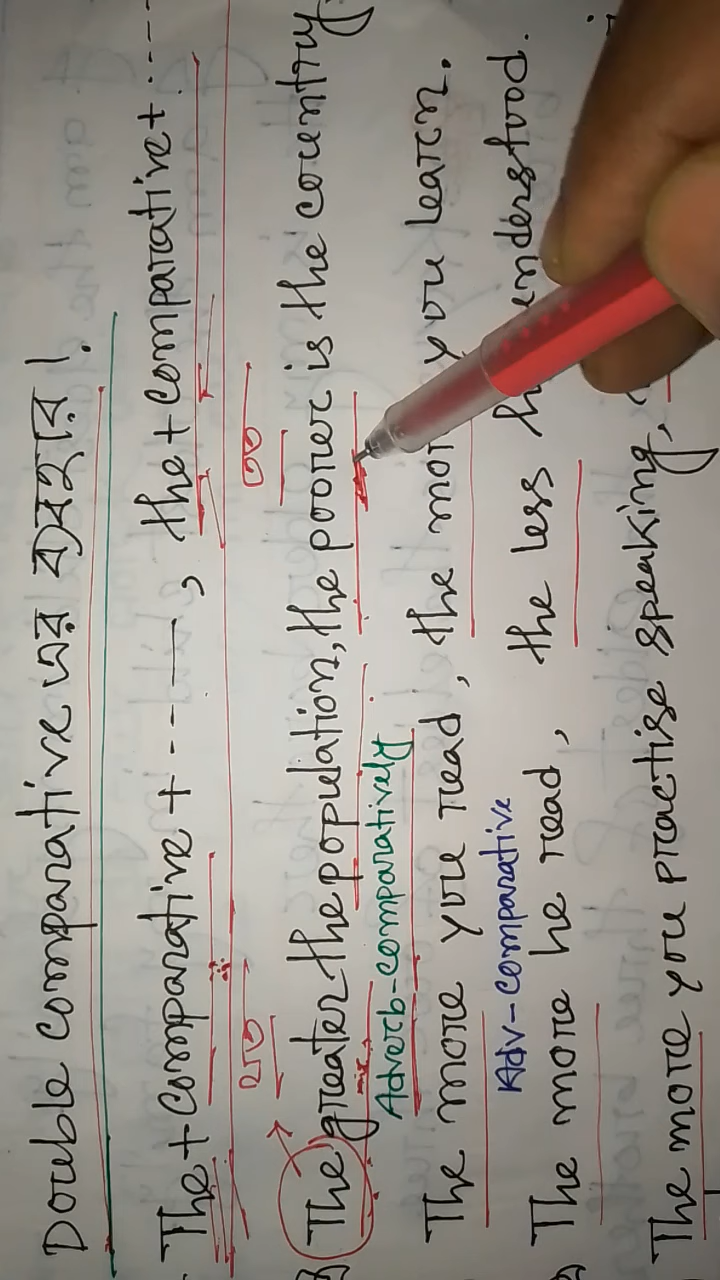 Double comparative এর ব্যবহার।
The + Comparative + ----—, the + comparative + ....
যত তত
The greater the population, the poorer is the country
Adverb-comparatively
The more you read, the more you learn.
Adv-comparative
The more he read, the less he understood.
The more you practise speaking,